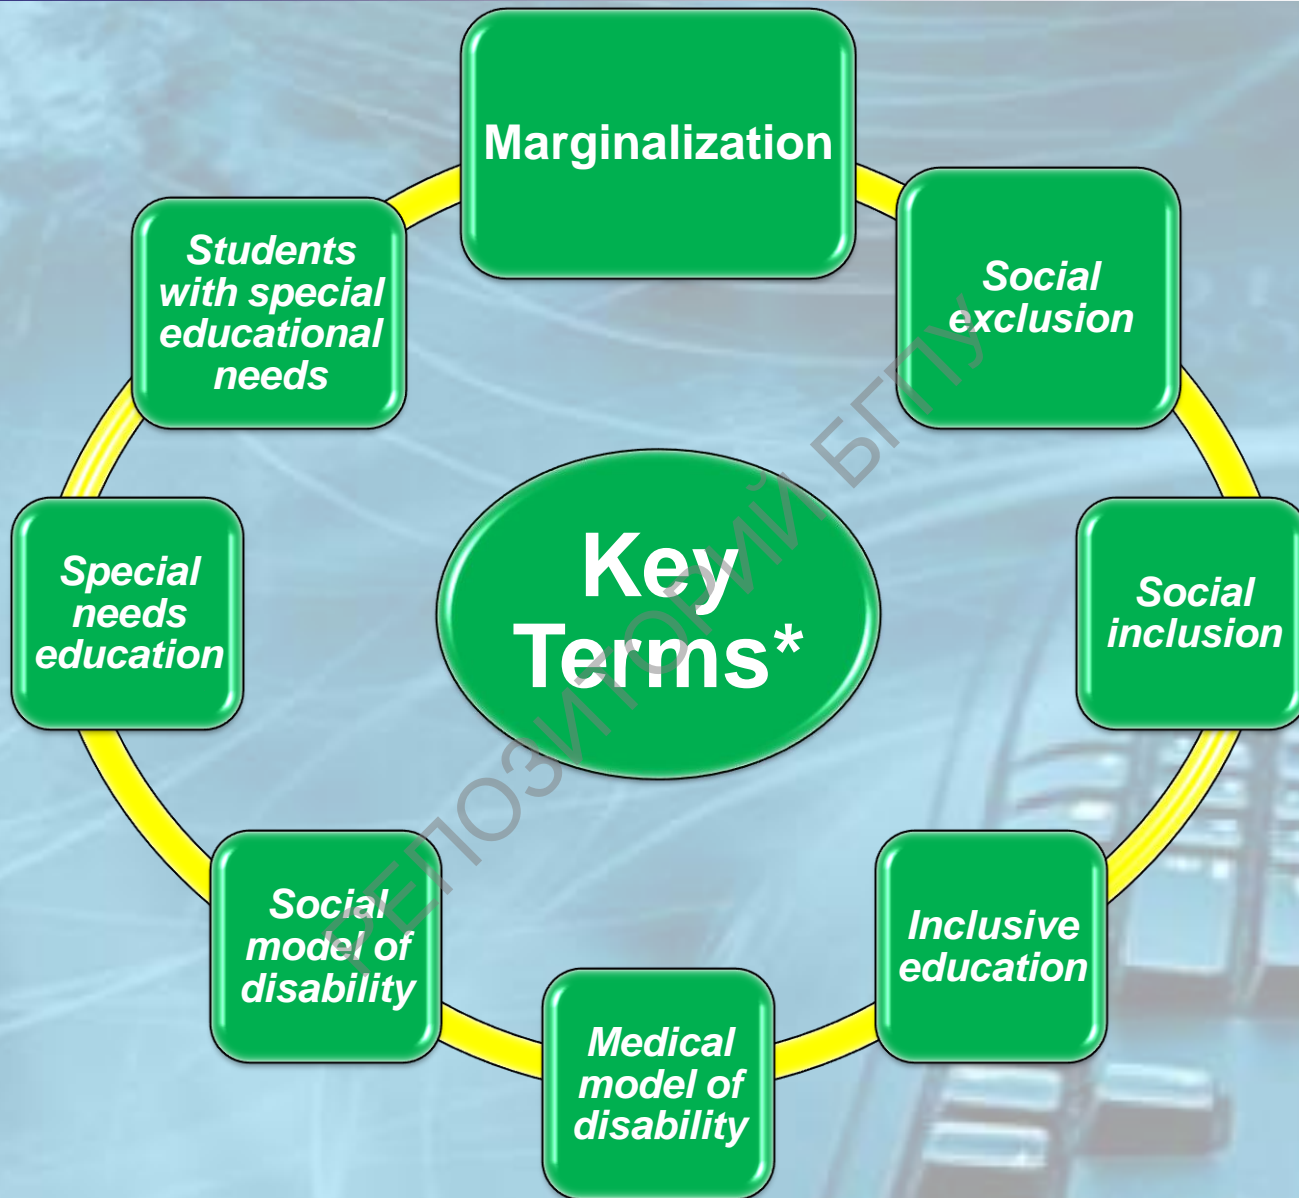 Marginalization
Social
exclusion
Social
inclusion
Inclusive
education
Medical
model of
disability
Social
model of
disability
Special
needs
education
Students
with special
educational
needs
Key
Terms*
РЕПОЗИТОРИЙ БГПУ